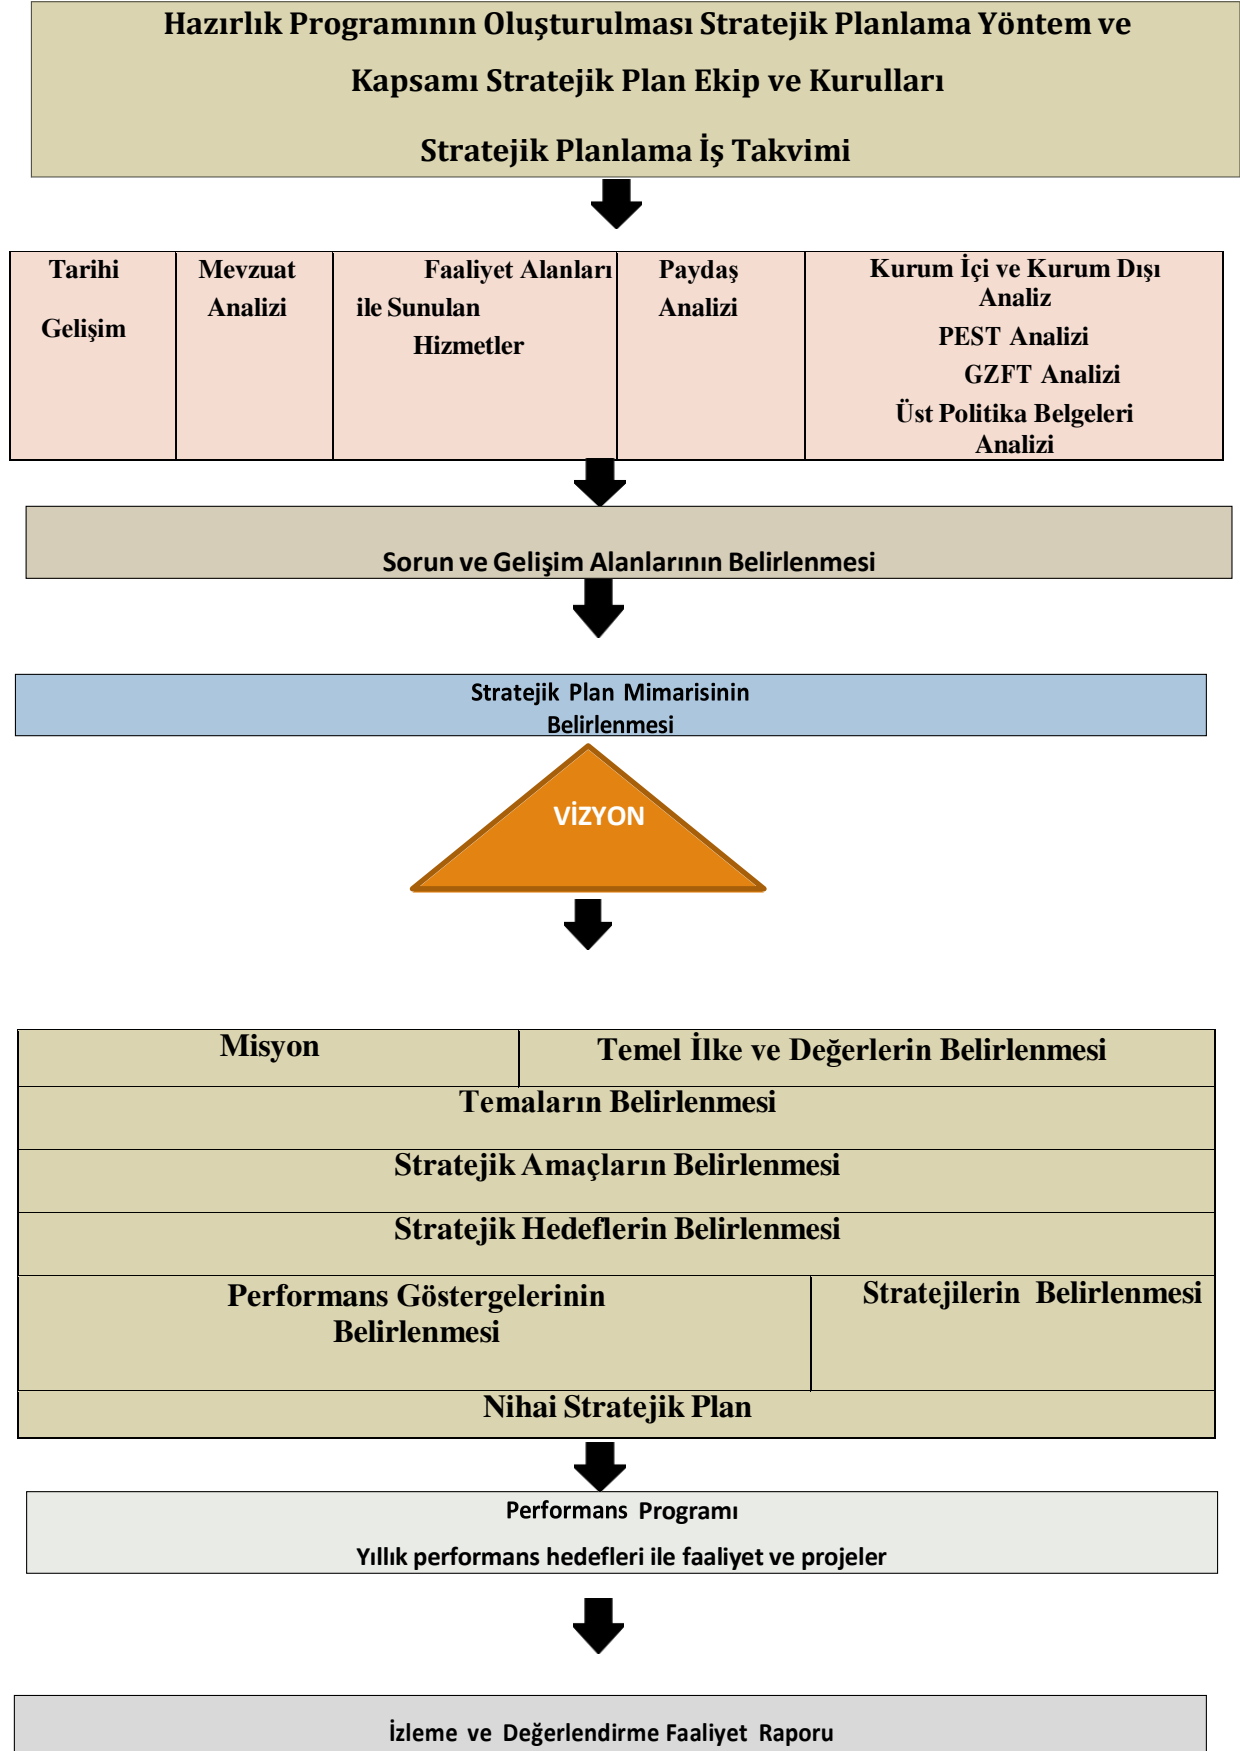 Hazırlık Programının Oluşturulması Stratejik Planlama Yöntem ve
Kapsamı Stratejik Plan Ekip ve Kurulları
Stratejik Planlama İş Takvimi
Tarihi
Gelişim
Mevzuat
Analizi
Faaliyet Alanları
ile Sunulan
Hizmetler
Paydaş
Analizi
Kurum İçi ve Kurum Dışı
Analiz
PEST Analizi
GZFT Analizi
Üst Politika Belgeleri
Analizi
Sorun ve Gelişim Alanlarının Belirlenmesi
Stratejik Plan Mimarisinin
Belirlenmesi
VİZYON
Misyon
Temel İlke ve Değerlerin Belirlenmesi
Temaların Belirlenmesi
Stratejik Amaçların Belirlenmesi
Stratejik Hedeflerin Belirlenmesi
Performans Göstergelerinin
Belirlenmesi
Stratejilerin Belirlenmesi
Nihai Stratejik Plan
Performans Programı
Yıllık performans hedefleri ile faaliyet ve projeler
İzleme ve Değerlendirme Faaliyet Raporu